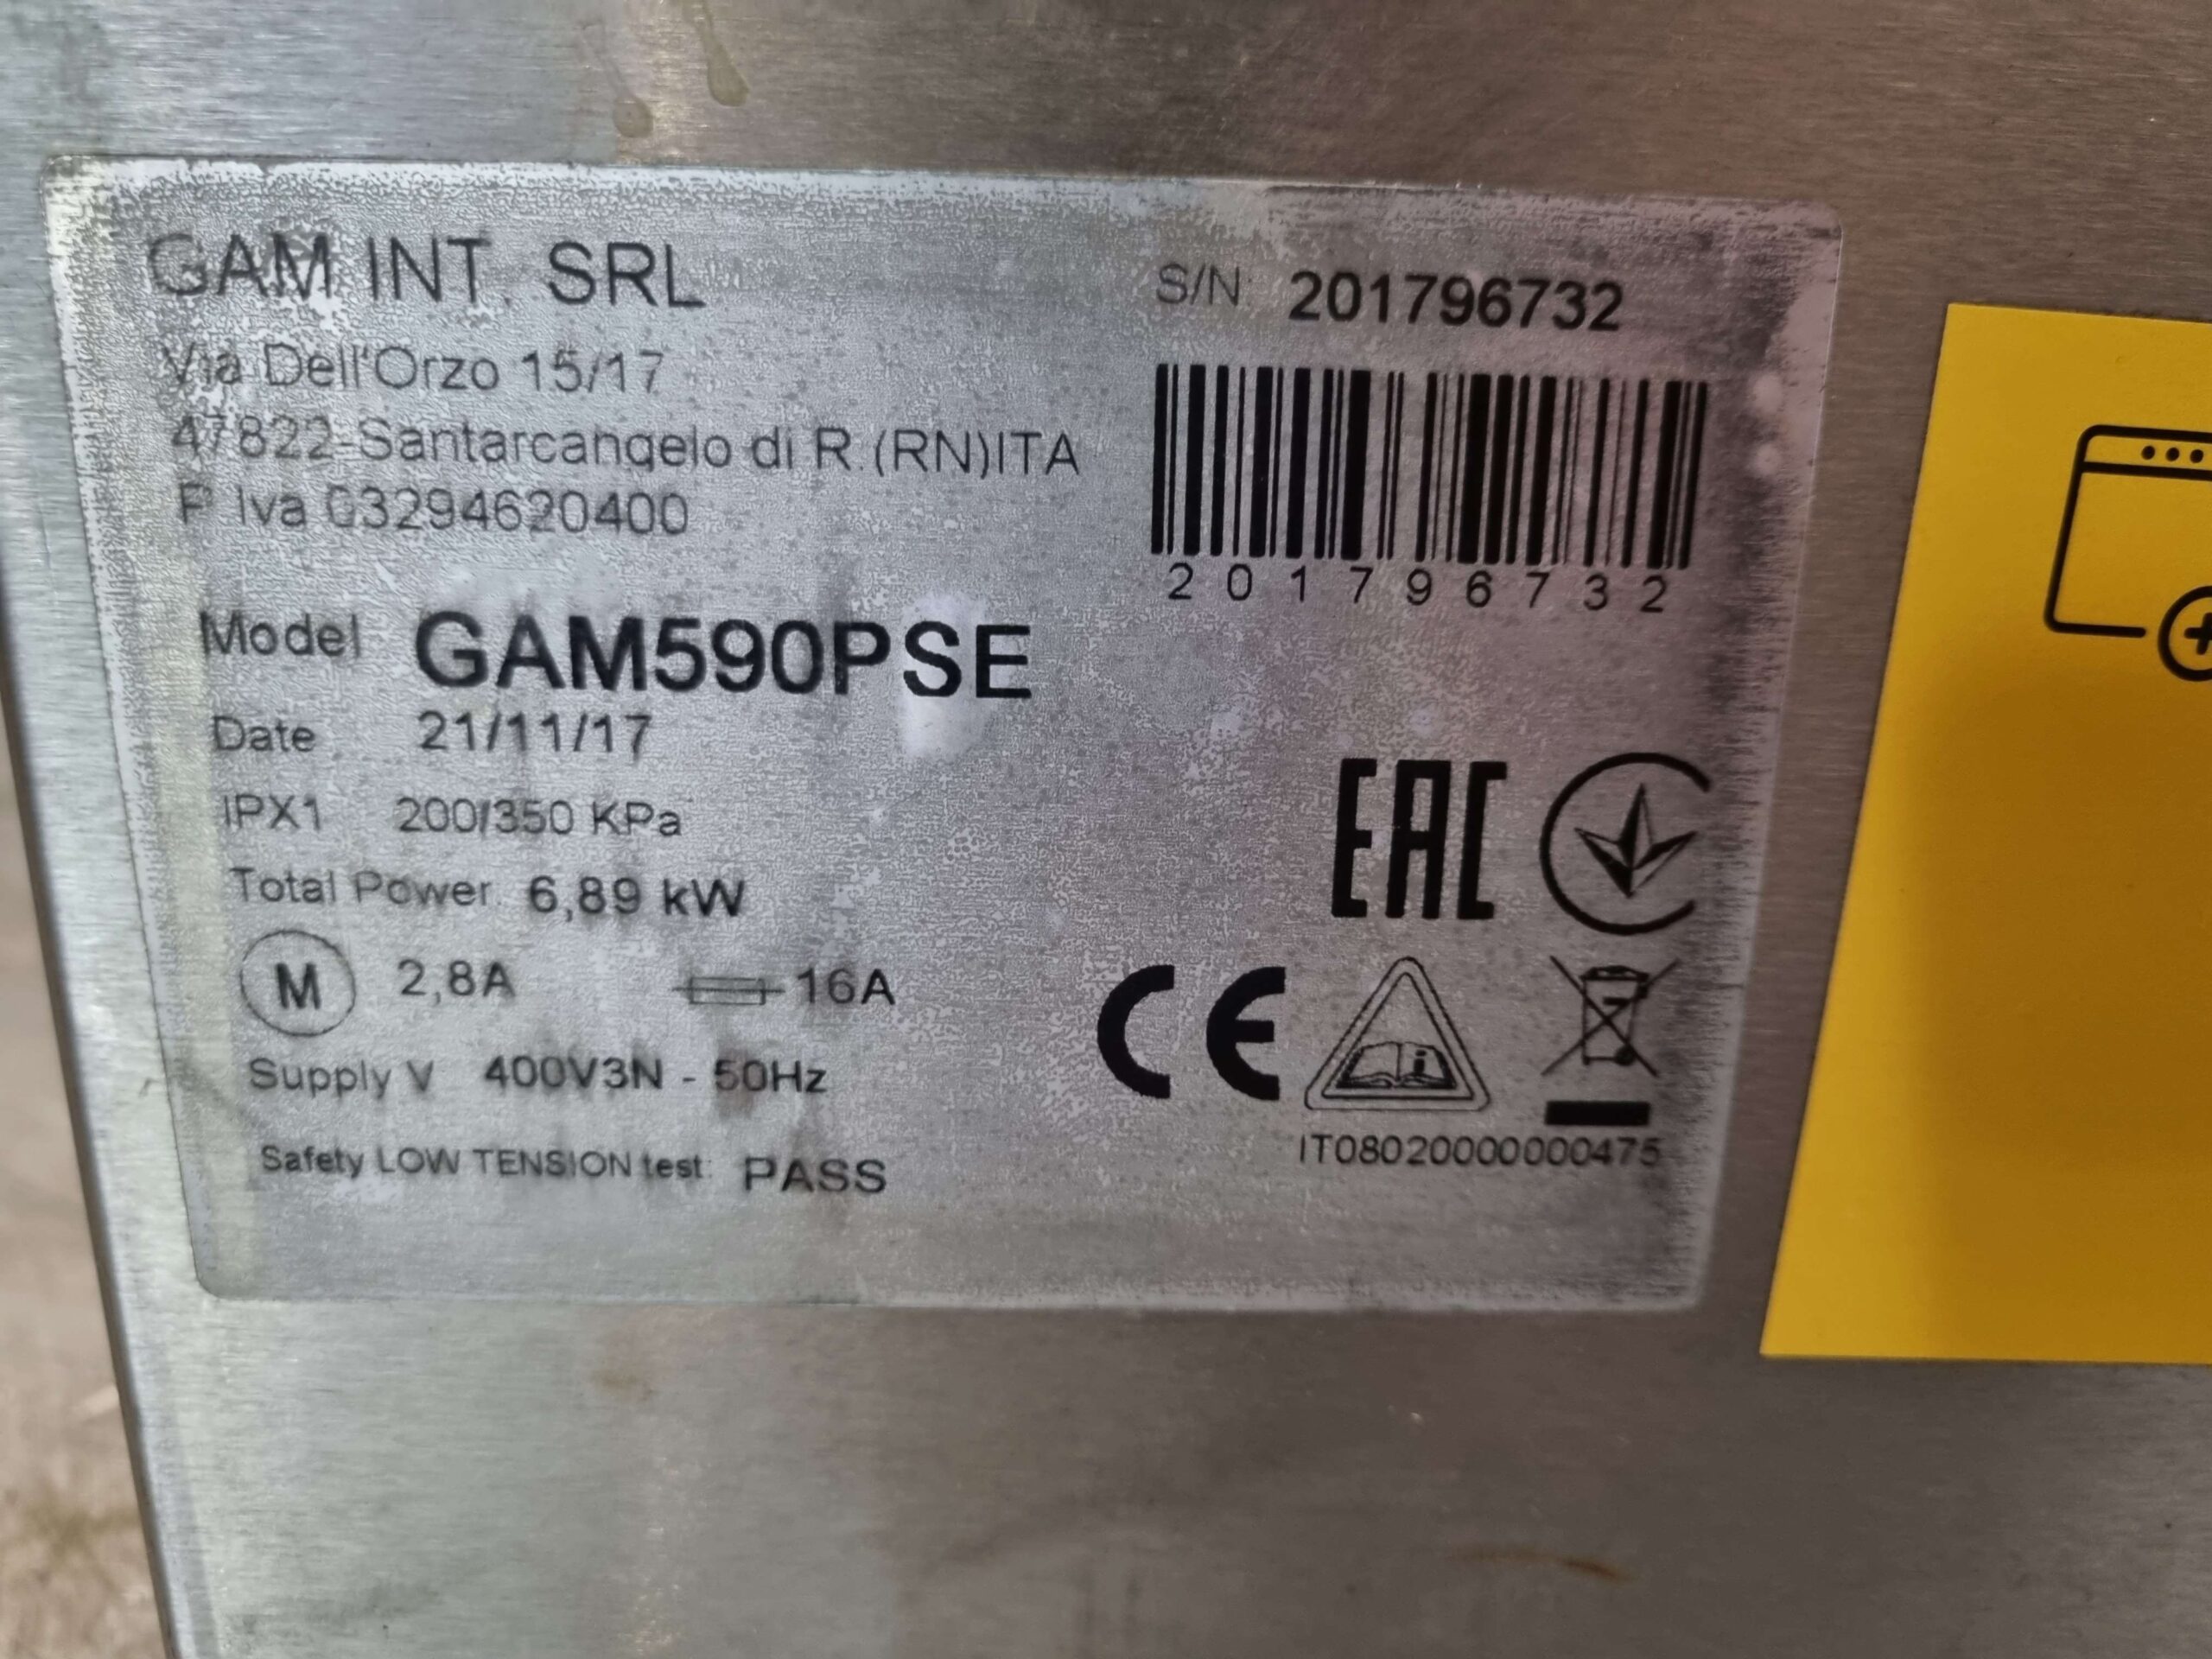 GAM INT. SRL
Via Dell'Orzo 15/17
47822-Santarcangelo di R.(RN)ITA
P Iva 03294620400
S/N: 201796732
201796732
Model GAM590PSE
Date 21/11/17
IPX1 200/350 KPa
Total Power. 6,89 kW
M 2,8A 16A
Supply V 400V3N - 50Hz
Safety LOW TENSION test: PASS
EAC
CE
IT08020000000475